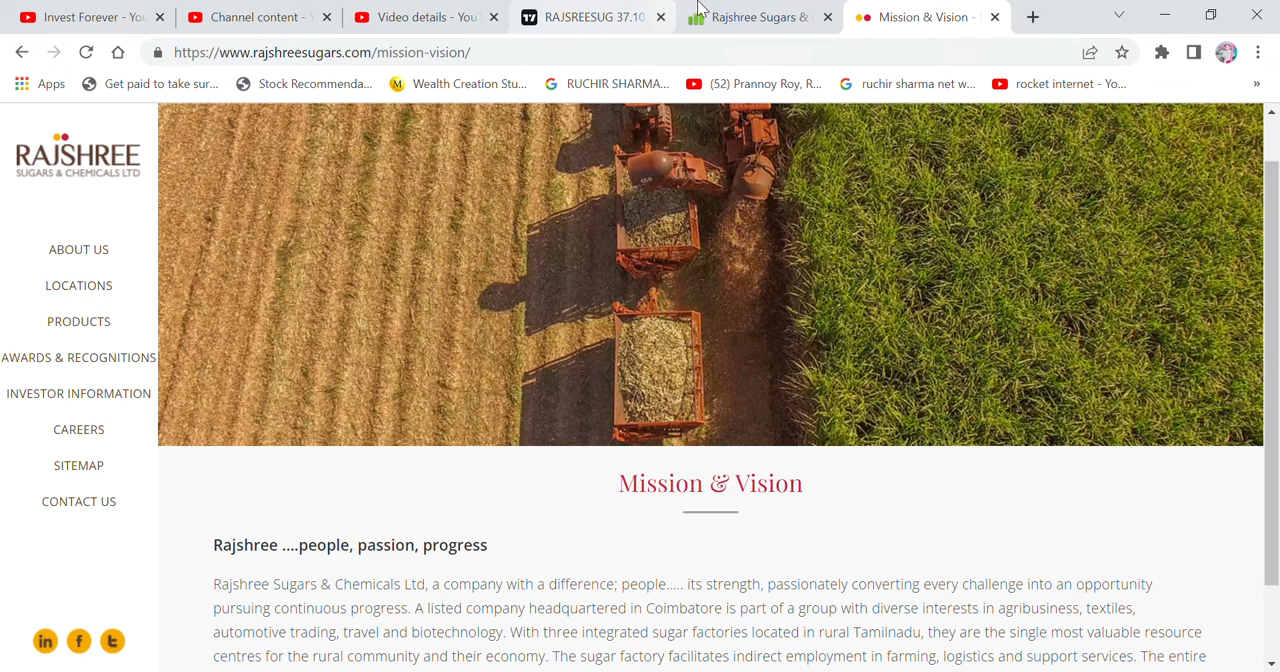 Invest Forever - You
Channel content - Y
Video details - YouT
RAJSREESUG 37.10
Rajshree Sugars & 
Mission & Vision -
https://www.rajshreesugars.com/mission-vision/
Apps
Get paid to take sur...
Stock Recommenda...
M
Wealth Creation Stu...
RUCHIR SHARMA...
(52) Prannoy Roy, R...
ruchir sharma net w...
rocket internet - Yo...
»
RAJSHREE
SUGARS & CHEMICALS LTD
ABOUT US
LOCATIONS
PRODUCTS
AWARDS & RECOGNITIONS
INVESTOR INFORMATION
CAREERS
SITEMAP
CONTACT US
Mission & Vision
Rajshree ....people, passion, progress
Rajshree Sugars & Chemicals Ltd, a company with a difference; people..... its strength, passionately converting every challenge into an opportunity
pursuing continuous progress. A listed company headquartered in Coimbatore is part of a group with diverse interests in agribusiness, textiles,
automotive trading, travel and biotechnology. With three integrated sugar factories located in rural Tamilnadu, they are the single most valuable resource
centres for the rural community and their economy. The sugar factory facilitates indirect employment in farming, logistics and support services. The entire